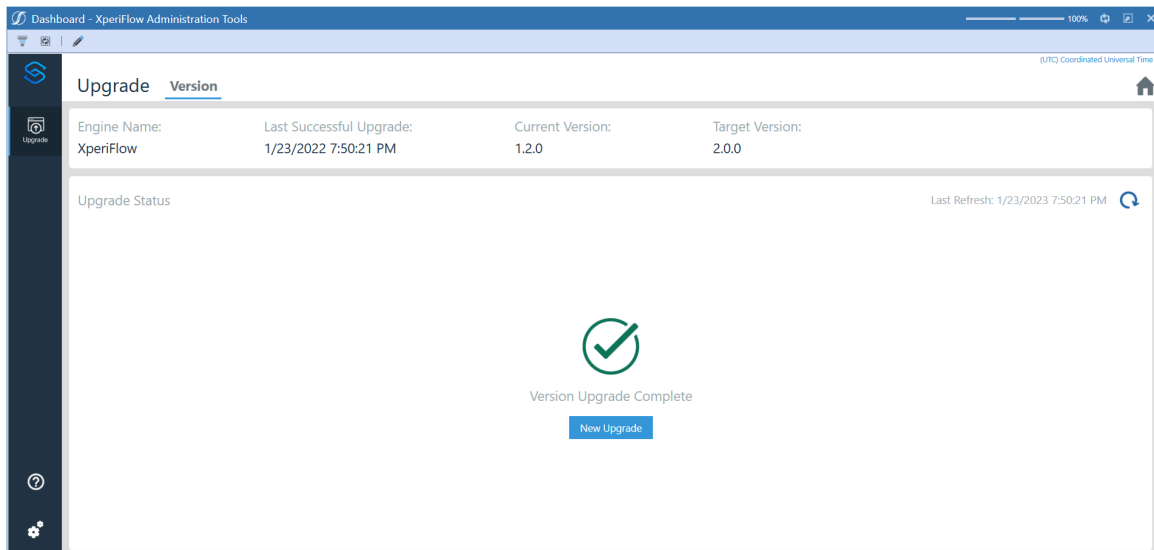 Dashboard - XperiFlow Administration Tools
100%
(UTC) Coordinated Universal Time
Upgrade Version
Upgrade
Engine Name: Last Successful Upgrade: Current Version: Target Version:
XperiFlow 1/23/2022 7:50:21 PM 1.2.0 2.0.0
Upgrade Status Last Refresh: 1/23/2023 7:50:21 PM
Version Upgrade Complete
New Upgrade